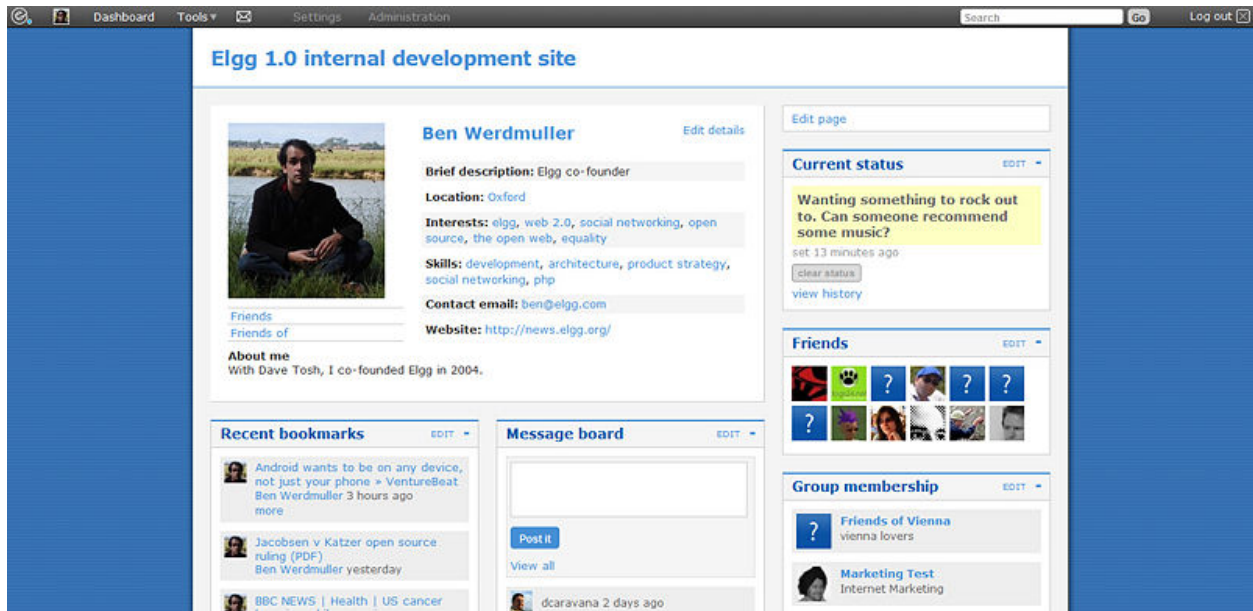 Dashboard Tools Settings Administration Search Go Log out
Elgg 1.0 internal development site
Ben Werdmuller Edit details
Brief description: Elgg co-founder
Location: Oxford
Interests: elgg, web 2.0, social networking, open
source, the open web, equality
Skills: development, architecture, product strategy,
social networking, php
Contact email: ben@elgg.com
Website: http://news.elgg.org/
Friends
Friends of
About me
With Dave Tosh, I co-founded Elgg in 2004.
Recent bookmarks EDIT
Android wants to be on any device,
not just your phone » VentureBeat
Ben Werdmuller 3 hours ago
more
Jacobsen v Katzer open source
ruling (PDF)
Ben Werdmuller yesterday
BBC NEWS | Health | US cancer
Message board EDIT
Post it
View all
dcaravana 2 days ago
Edit page
Current status EDIT
Wanting something to rock out
to. Can someone recommend
some music?
set 13 minutes ago
clear status
view history
Friends EDIT
Group membership EDIT
Friends of Vienna
vienna lovers
Marketing Test
Internet Marketing